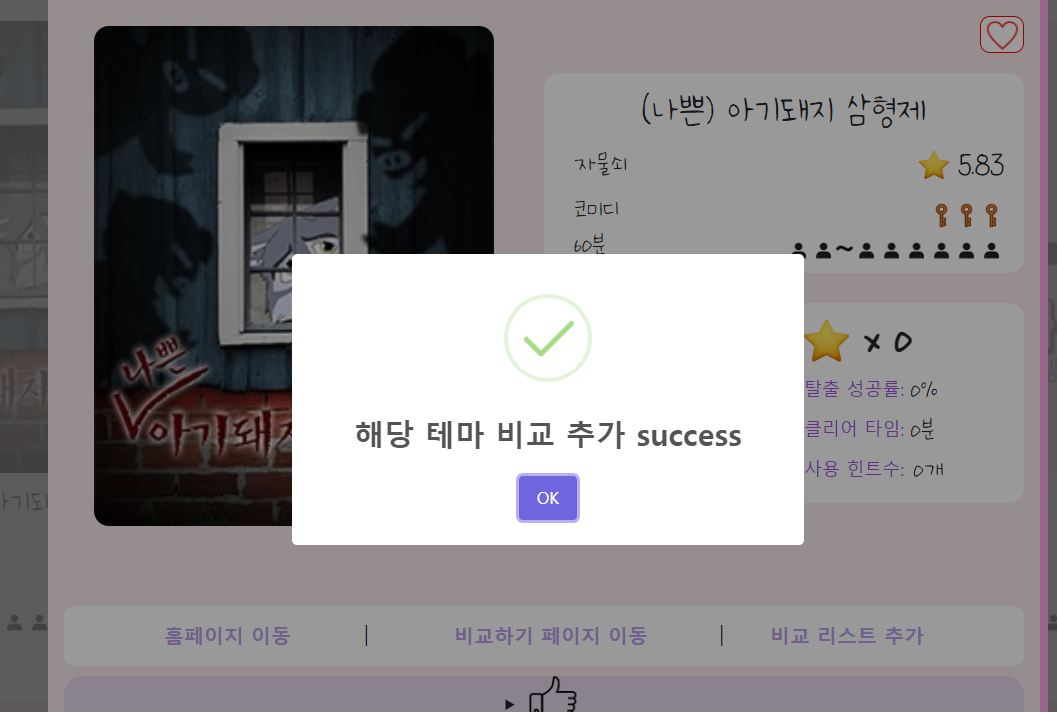 (나쁜) 아기돼지 삼형제
자물쇠
5.83
코미디
60분
~
나쁜
아기돼지
해당 테마 비교 추가 success
OK
x 0
탈출 성공률: 0%
클리어 타임: 0분
사용 힌트수: 0개
홈페이지 이동 | 비교하기 페이지 이동 | 비교 리스트 추가